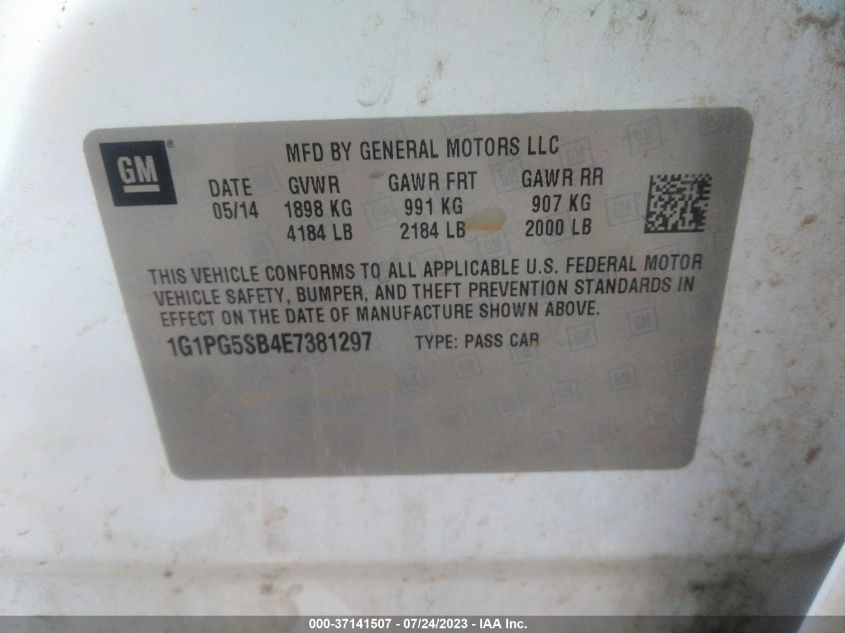 GM ®
MFD BY GENERAL MOTORS LLC
DATE GVWR GAWR FRT GAWR RR
05/14 1898 KG 991 KG 907 KG
4184 LB 2184 LB 2000 LB
THIS VEHICLE CONFORMS TO ALL APPLICABLE U.S. FEDERAL MOTOR
VEHICLE SAFETY, BUMPER, AND THEFT PREVENTION STANDARDS IN
EFFECT ON THE DATE OF MANUFACTURE SHOWN ABOVE.
1G1PG5SB4E7381297 TYPE: PASS CAR
000-37141507 - 07/24/2023 - IAA Inc.